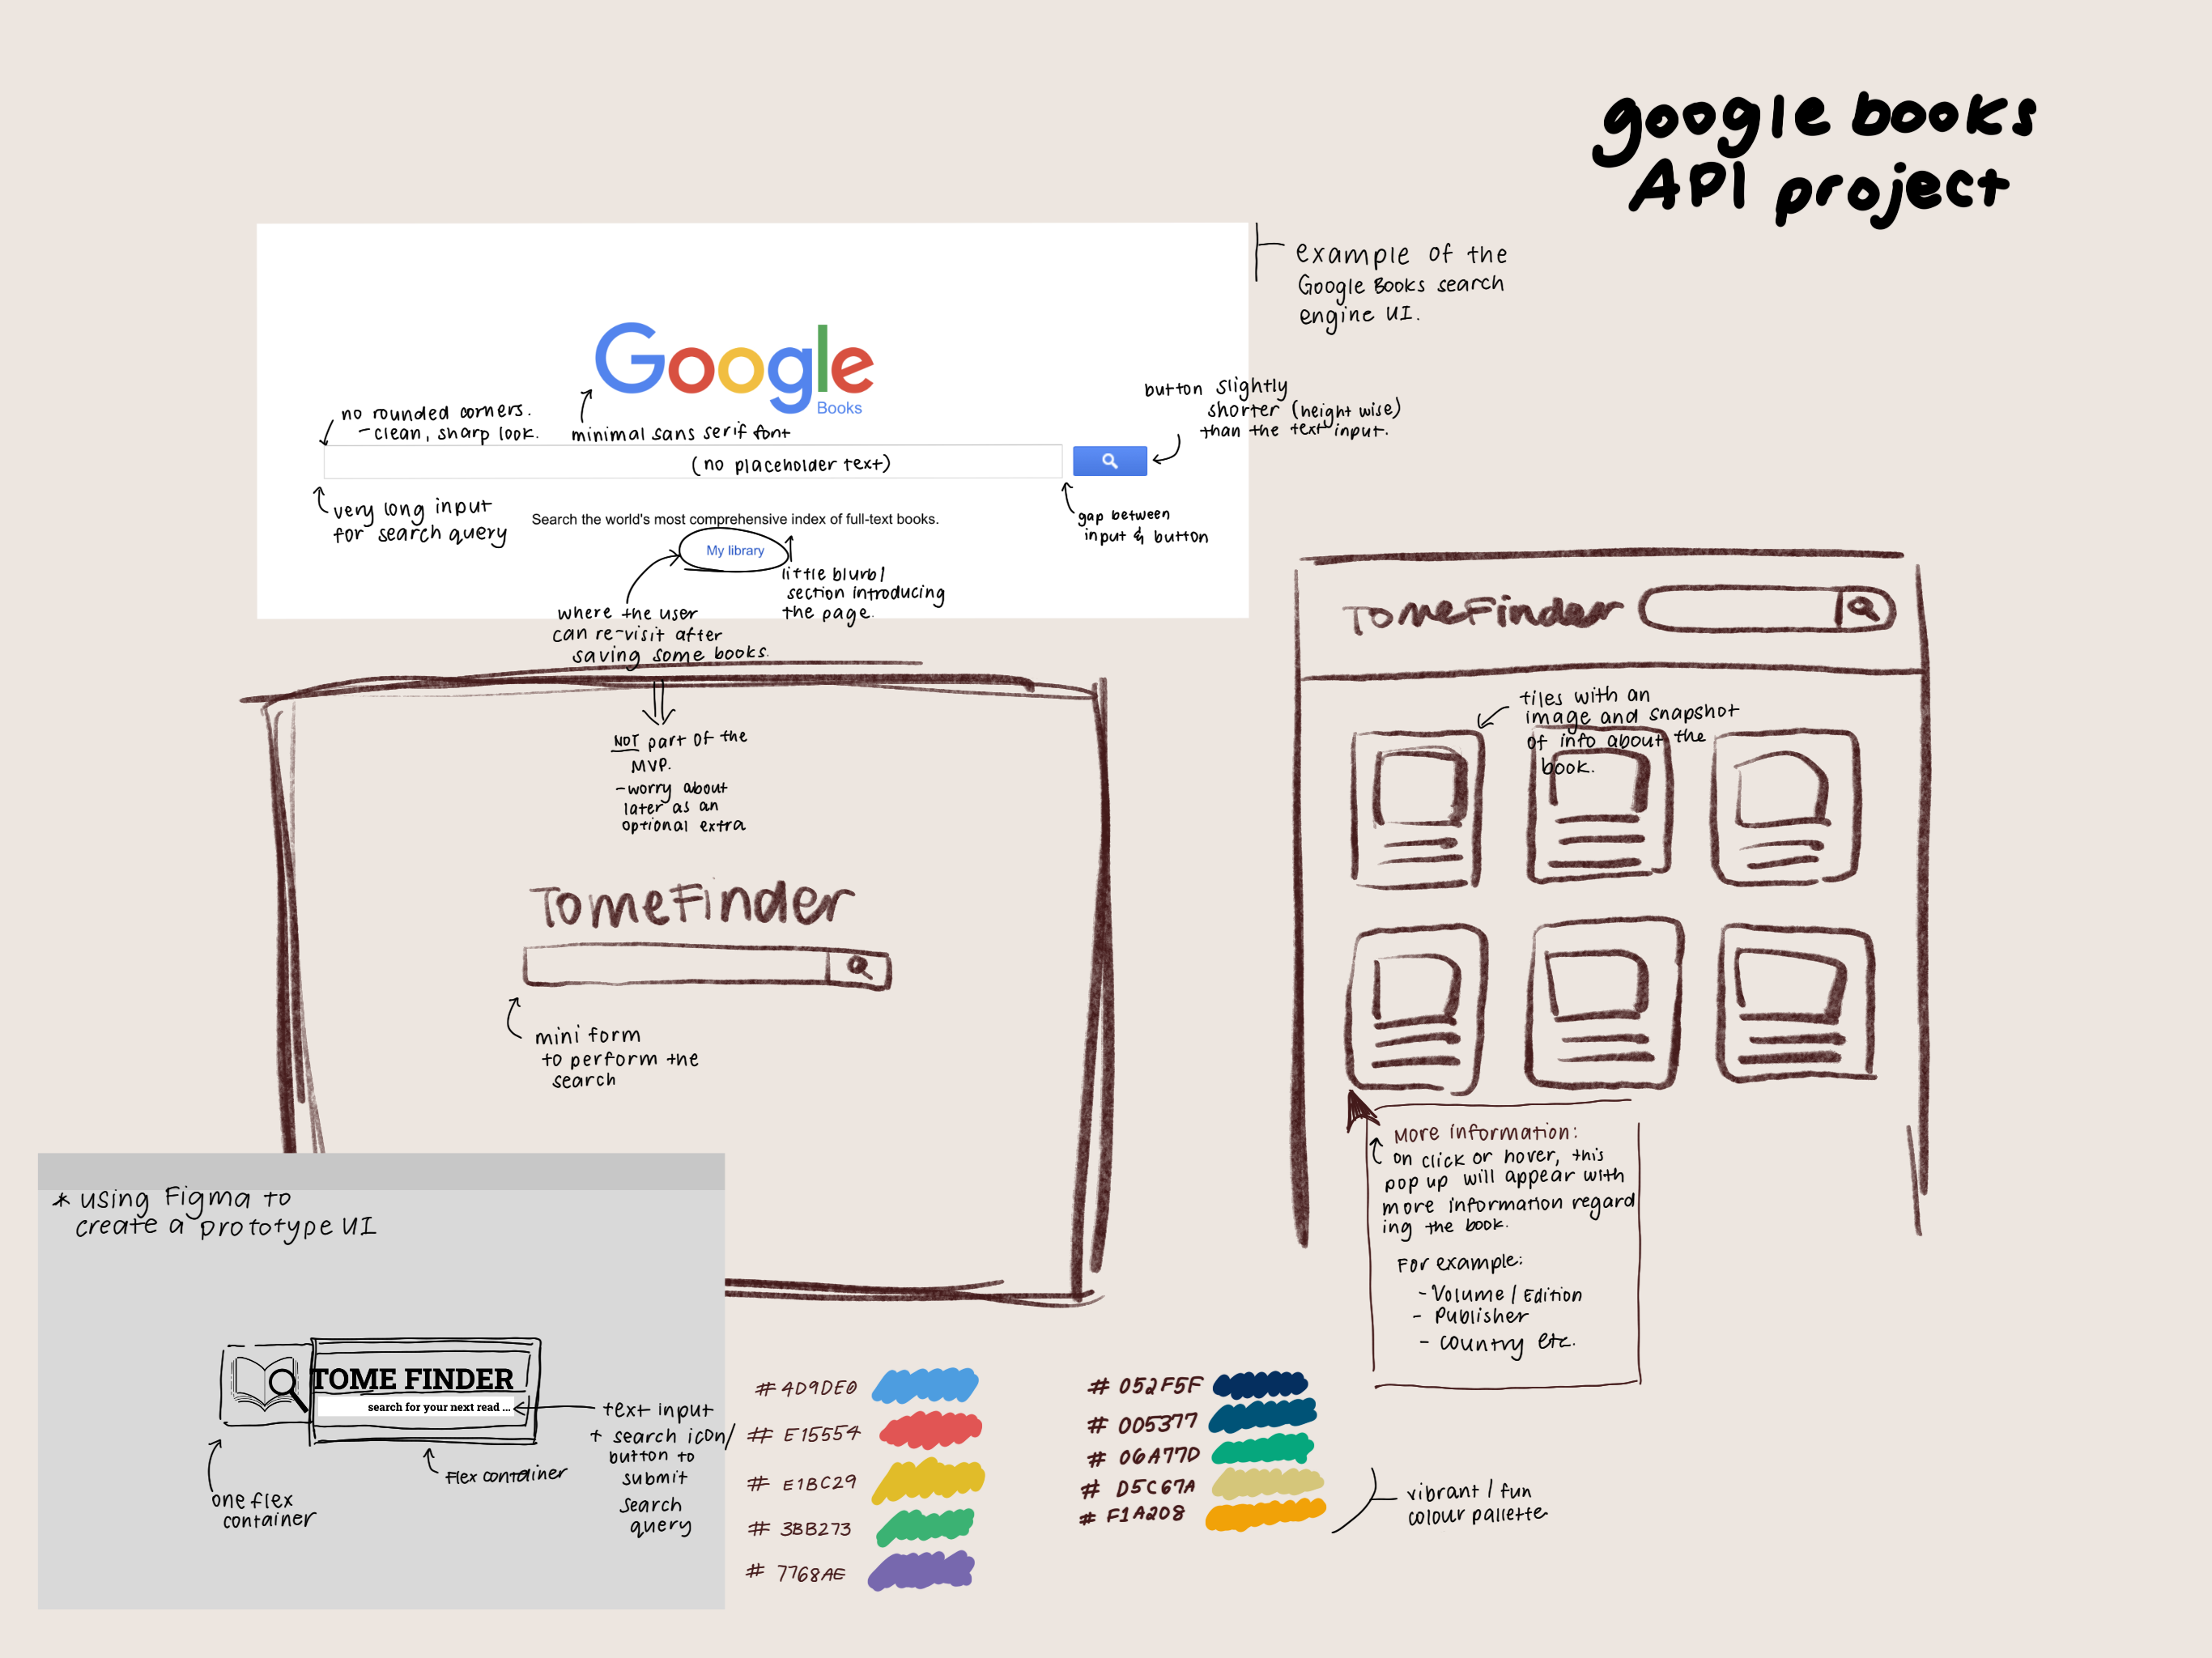 google books
API project
example of the
Google Books search
engine UI.
Google
Books
no rounded corners.
- clean, sharp look.
minimal sans serif font
button slightly
shorter (height wise)
than the text input.
(no placeholder text)
very long input
for search query
Search the world's most comprehensive index of full-text books.
My library
gap between
input & button
little blurb/
section introducing
the page.
where the user
can re-visit after
saving some books.
NOT part of the
MVP.
- worry about
later as an
optional extra
TomeFinder
mini form
to perform the
search
TomeFinder
tiles with an
image and snapshot
of info about the
book.
More information:
on click or hover, this
pop up will appear with
more information regard
ing the book.
For example:
- Volume / Edition
- Publisher
- country etc.
* using Figma to
create a prototype UI
TOME FINDER
search for your next read ...
text input
+ search icon/
button to
submit
search
query
flex container
one flex
container
# 4D9DE0
# E15554
# E1BC29
# 3BB273
# 7768AE
# 052F5F
# 005377
# 06A77D
# D5C67A
# F1A208
vibrant / fun
colour pallette